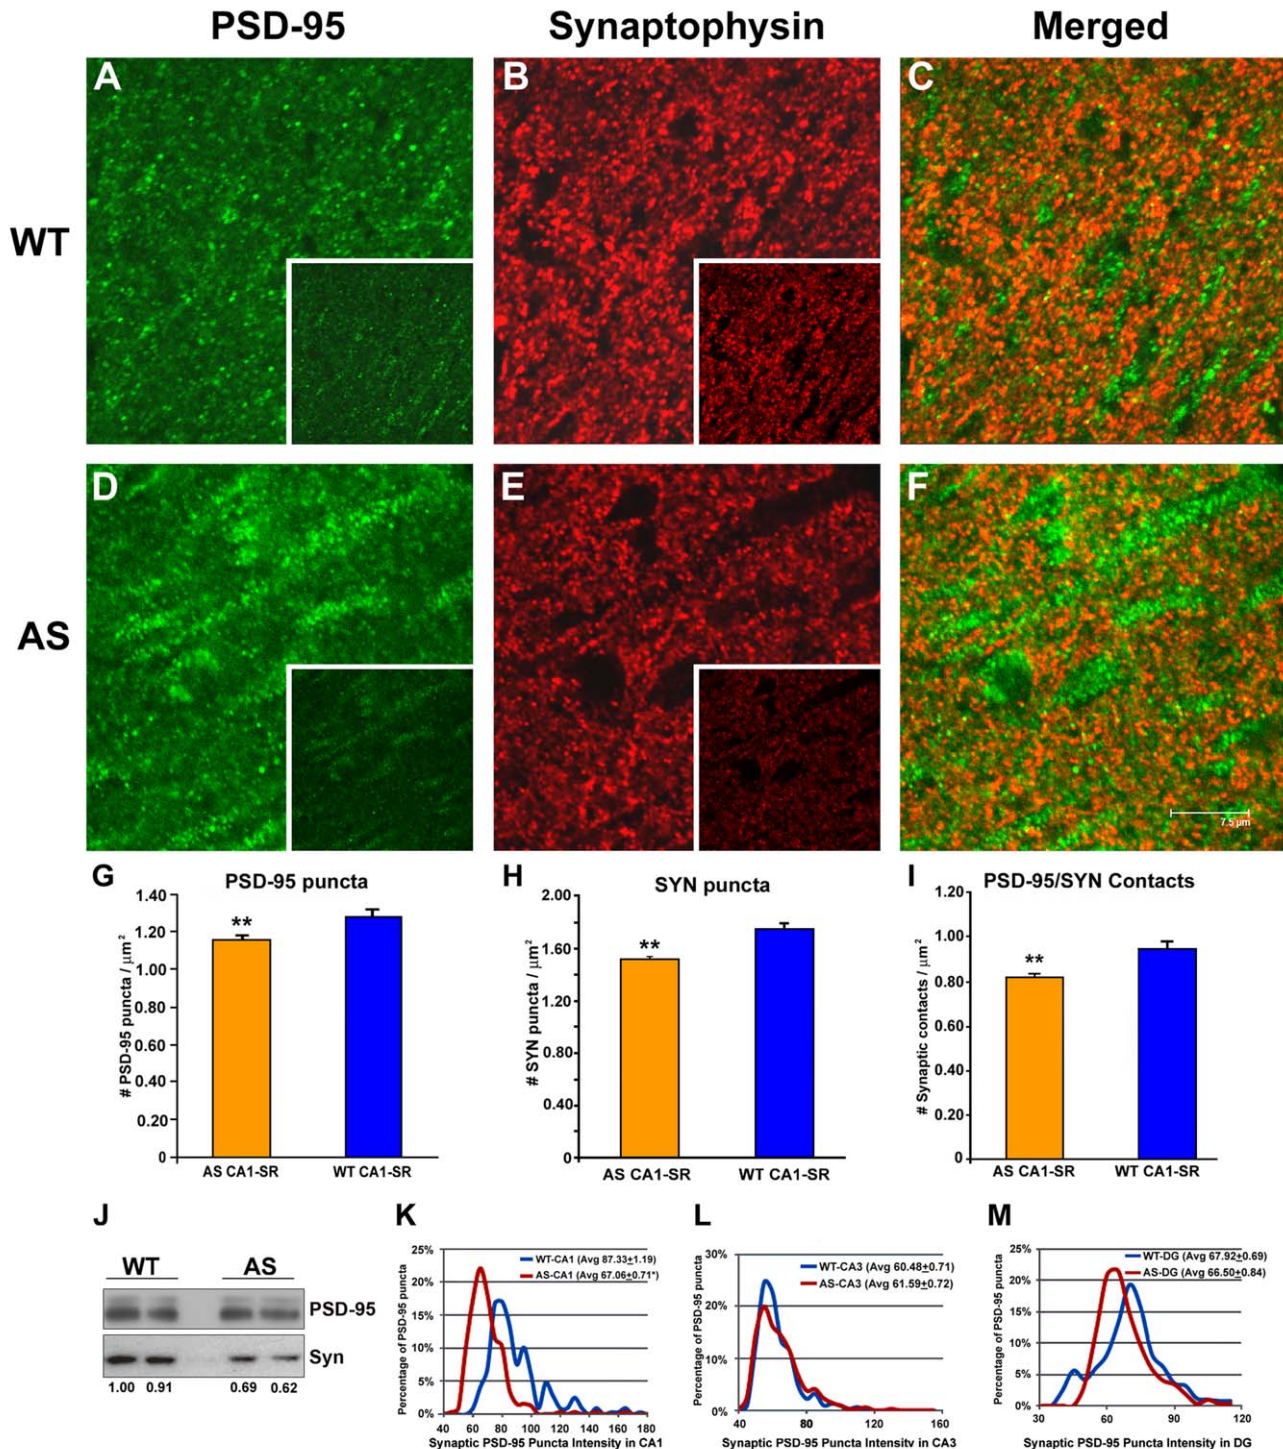 PSD-95 Synaptophysin Merged
WT
A B C
AS
D E F
7.5 µm
G PSD-95 puncta
# PSD-95 puncta / µm²
1.40
1.20
1.00
0.80
0.60
0.40
0.20
0
**
AS CA1-SR WT CA1-SR
H SYN puncta
# SYN puncta / µm²
2.00
1.60
1.20
0.80
0.40
0
**
AS CA1-SR WT CA1-SR
I PSD-95/SYN Contacts
# Synaptic contacts / µm²
1.20
1.00
0.80
0.60
0.40
0.20
0
**
AS CA1-SR WT CA1-SR
J
WT AS
PSD-95
Syn
1.00 0.91 0.69 0.62
K
Percentage of PSD-95 puncta
25%
20%
15%
10%
5%
0%
WT-CA1 (Avg 87.33±1.19)
AS-CA1 (Avg 67.06±0.71*)
40 60 80 100 120 140 160 180
Synaptic PSD-95 Puncta Intensity in CA1
L
Percentage of PSD-95 puncta
30%
20%
10%
0%
WT-CA3 (Avg 60.48±0.71)
AS-CA3 (Avg 61.59±0.72)
40 80 120 160
Synaptic PSD-95 Puncta Intensity in CA3
M
Percentage of PSD-95 puncta
25%
20%
15%
10%
5%
0%
WT-DG (Avg 67.92±0.69)
AS-DG (Avg 66.50±0.84)
30 60 90 120
Synaptic PSD-95 Puncta Intensity in DG